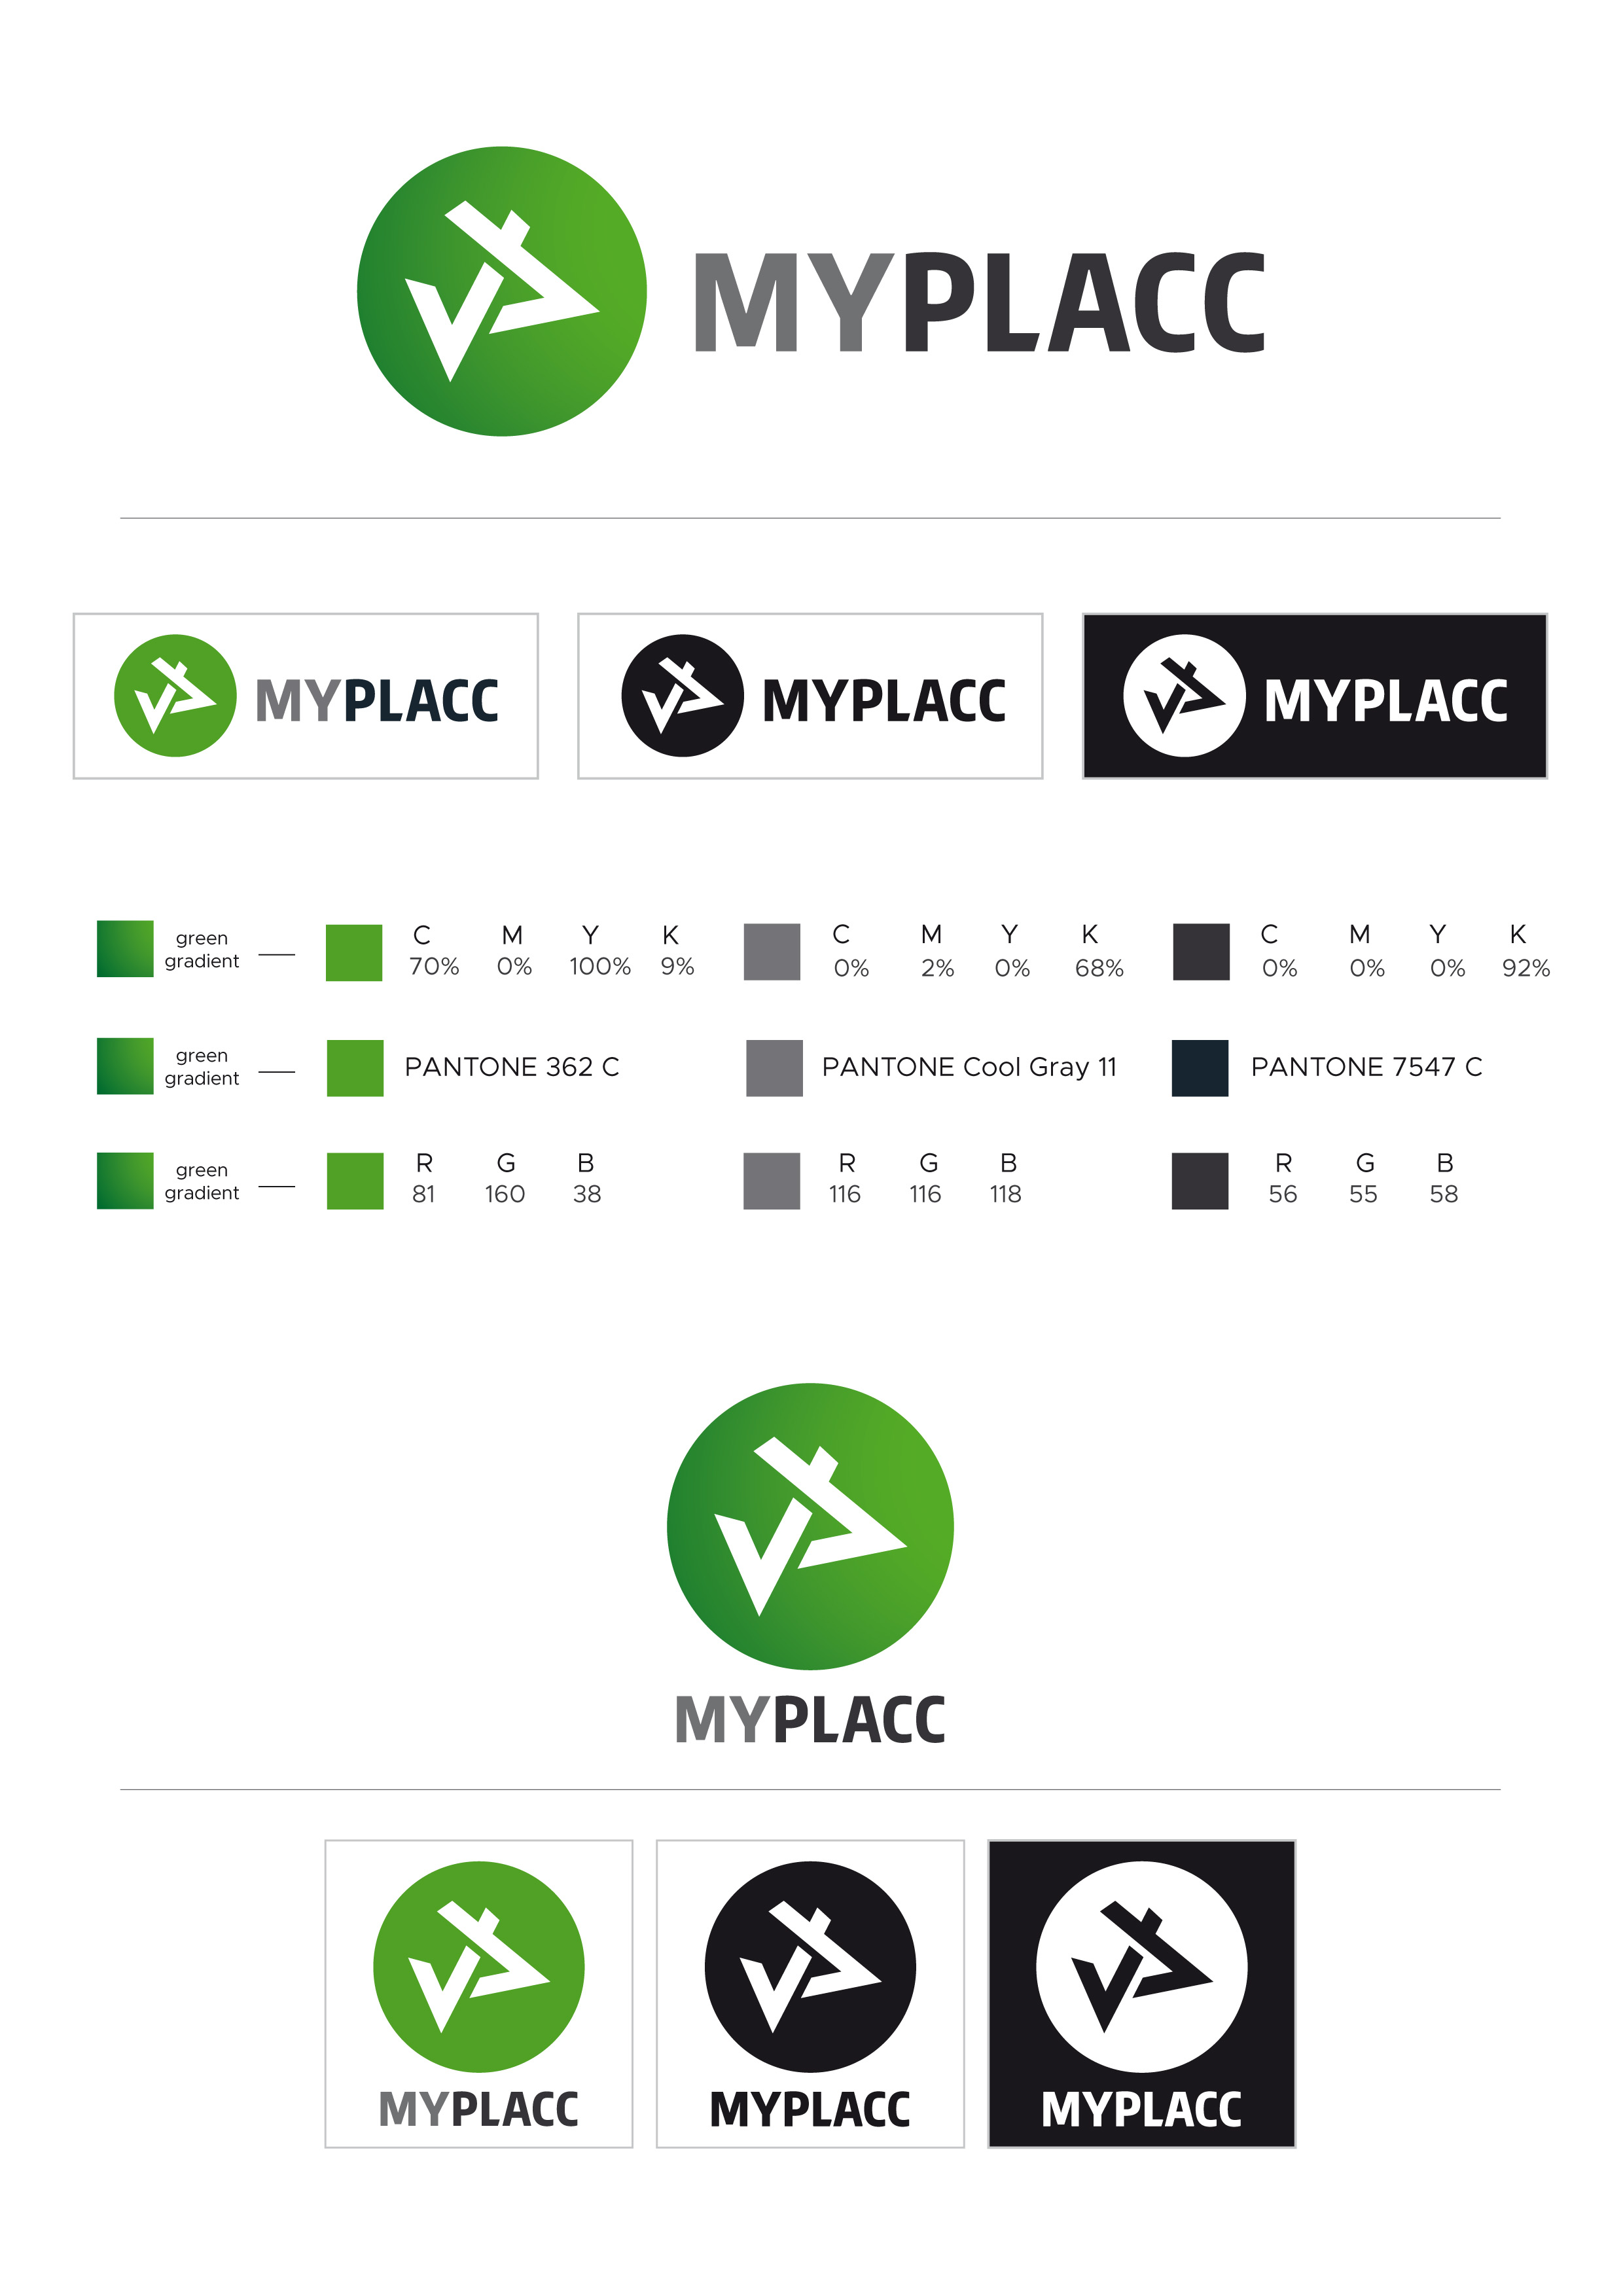 MYPLACC
MYPLACC MYPLACC MYPLACC
green gradient C M Y K C M Y K C M Y K
70% 0% 100% 9% 0% 2% 0% 68% 0% 0% 0% 92%
green gradient PANTONE 362 C PANTONE Cool Gray 11 PANTONE 7547 C
green gradient R G B R G B R G B
81 160 38 116 116 118 56 55 58
MYPLACC
MYPLACC MYPLACC MYPLACC